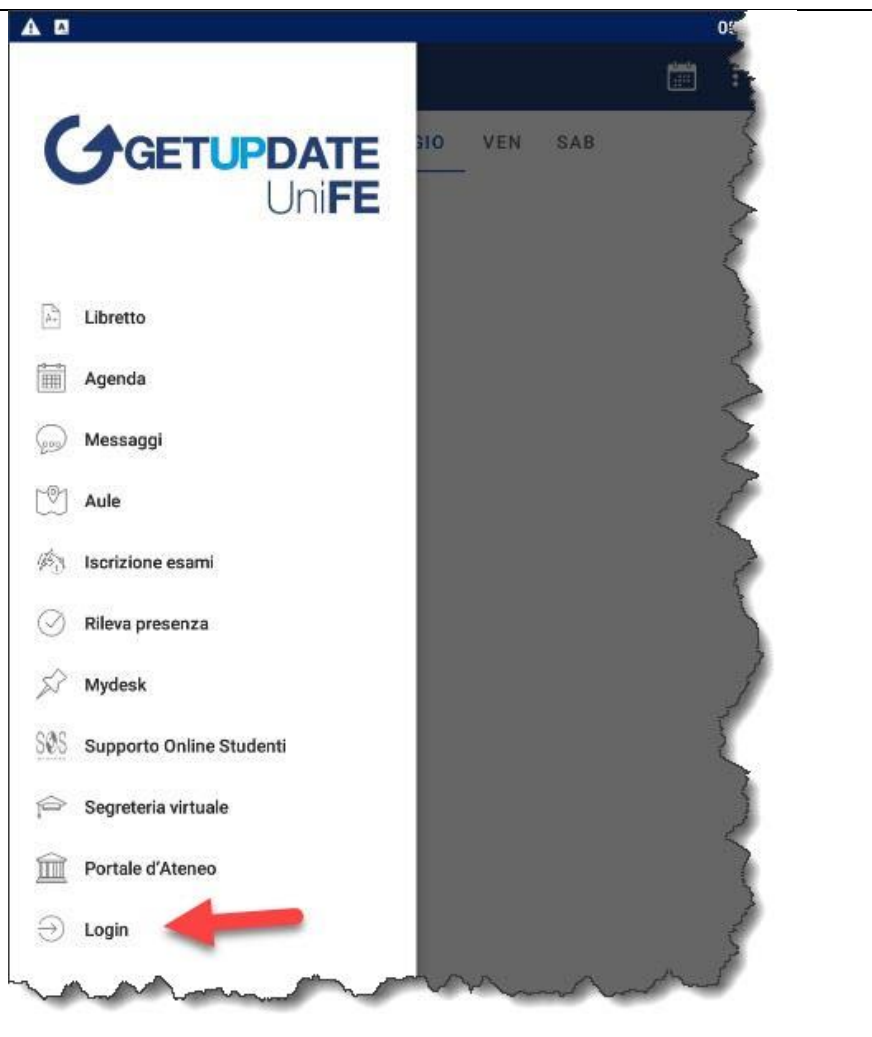 GETUPDATE
UniFE
GIO VEN SAB
Libretto
Agenda
Messaggi
Aule
Iscrizione esami
Rileva presenza
Mydesk
SOS Supporto Online Studenti
Segreteria virtuale
Portale d'Ateneo
Login